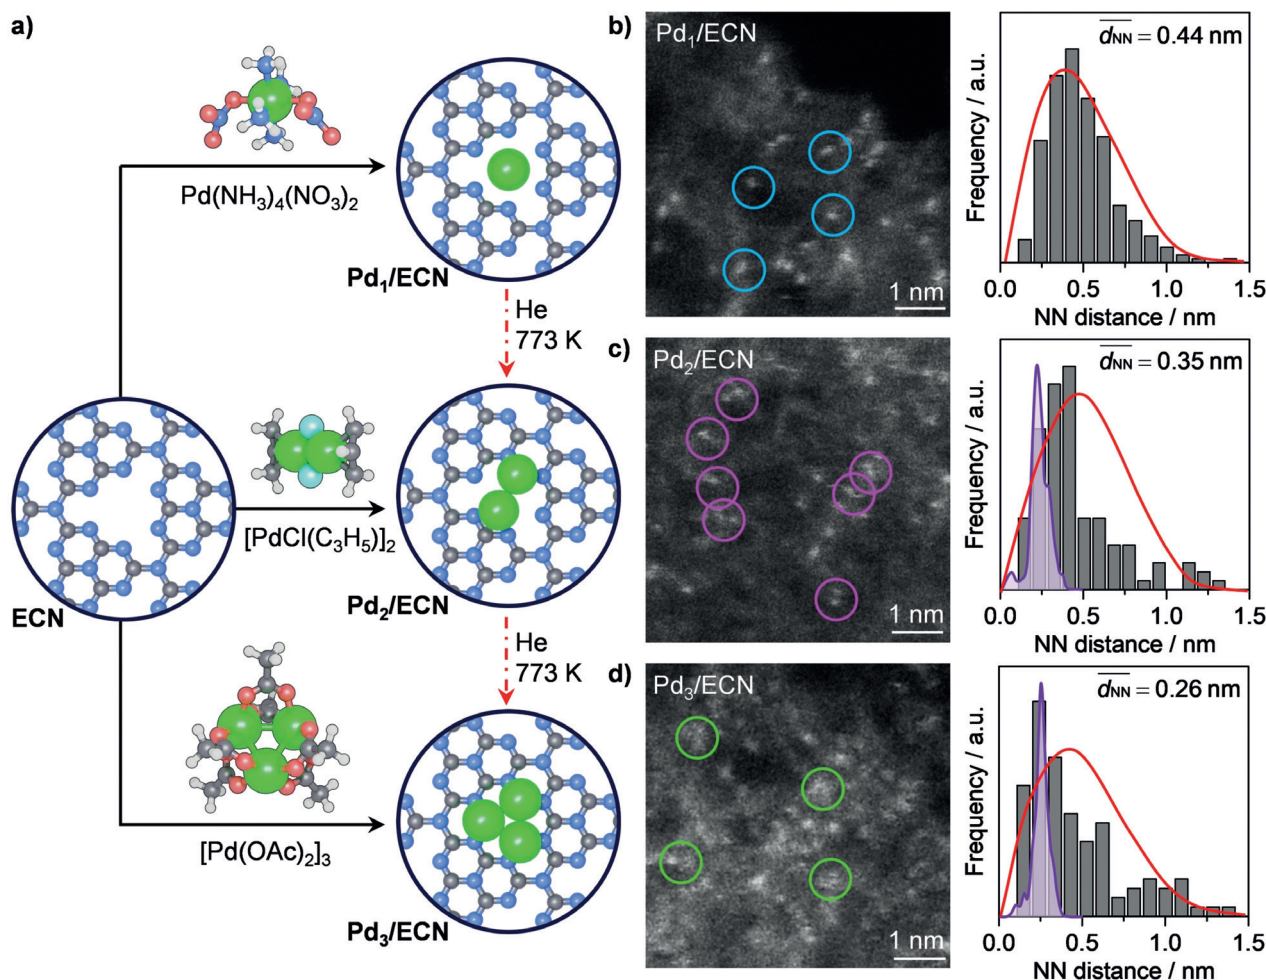 a)
Pd(NH₃)₄(NO₃)₂
Pd₁/ECN
He
773 K
[PdCl(C₃H₅)]₂
ECN
Pd₂/ECN
He
773 K
[Pd(OAc)₂]₃
Pd₃/ECN
b)
Pd₁/ECN
1 nm
Frequency / a.u.
d̅NN = 0.44 nm
0.0 0.5 1.0 1.5
NN distance / nm
c)
Pd₂/ECN
1 nm
Frequency / a.u.
d̅NN = 0.35 nm
0.0 0.5 1.0 1.5
NN distance / nm
d)
Pd₃/ECN
1 nm
Frequency / a.u.
d̅NN = 0.26 nm
0.0 0.5 1.0 1.5
NN distance / nm